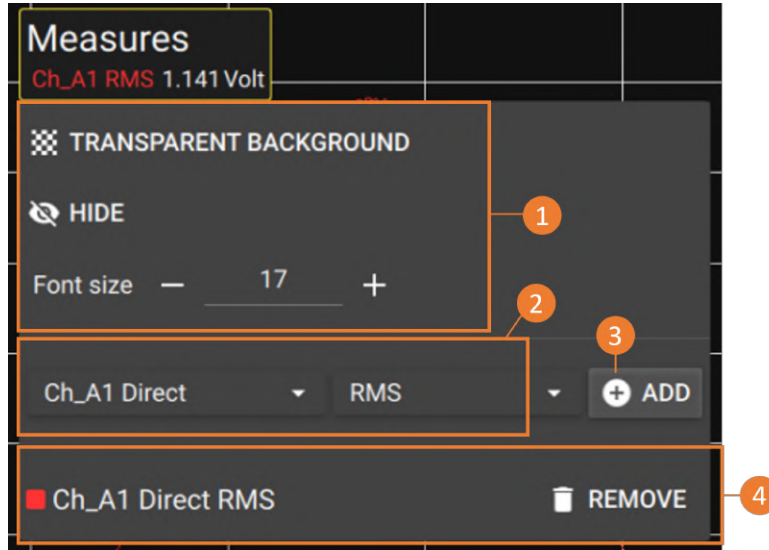 Measures
Ch_A1 RMS 1.141 Volt
TRANSPARENT BACKGROUND
HIDE
1
Font size − 17 +
2
3
Ch_A1 Direct RMS ADD
Ch_A1 Direct RMS REMOVE
4